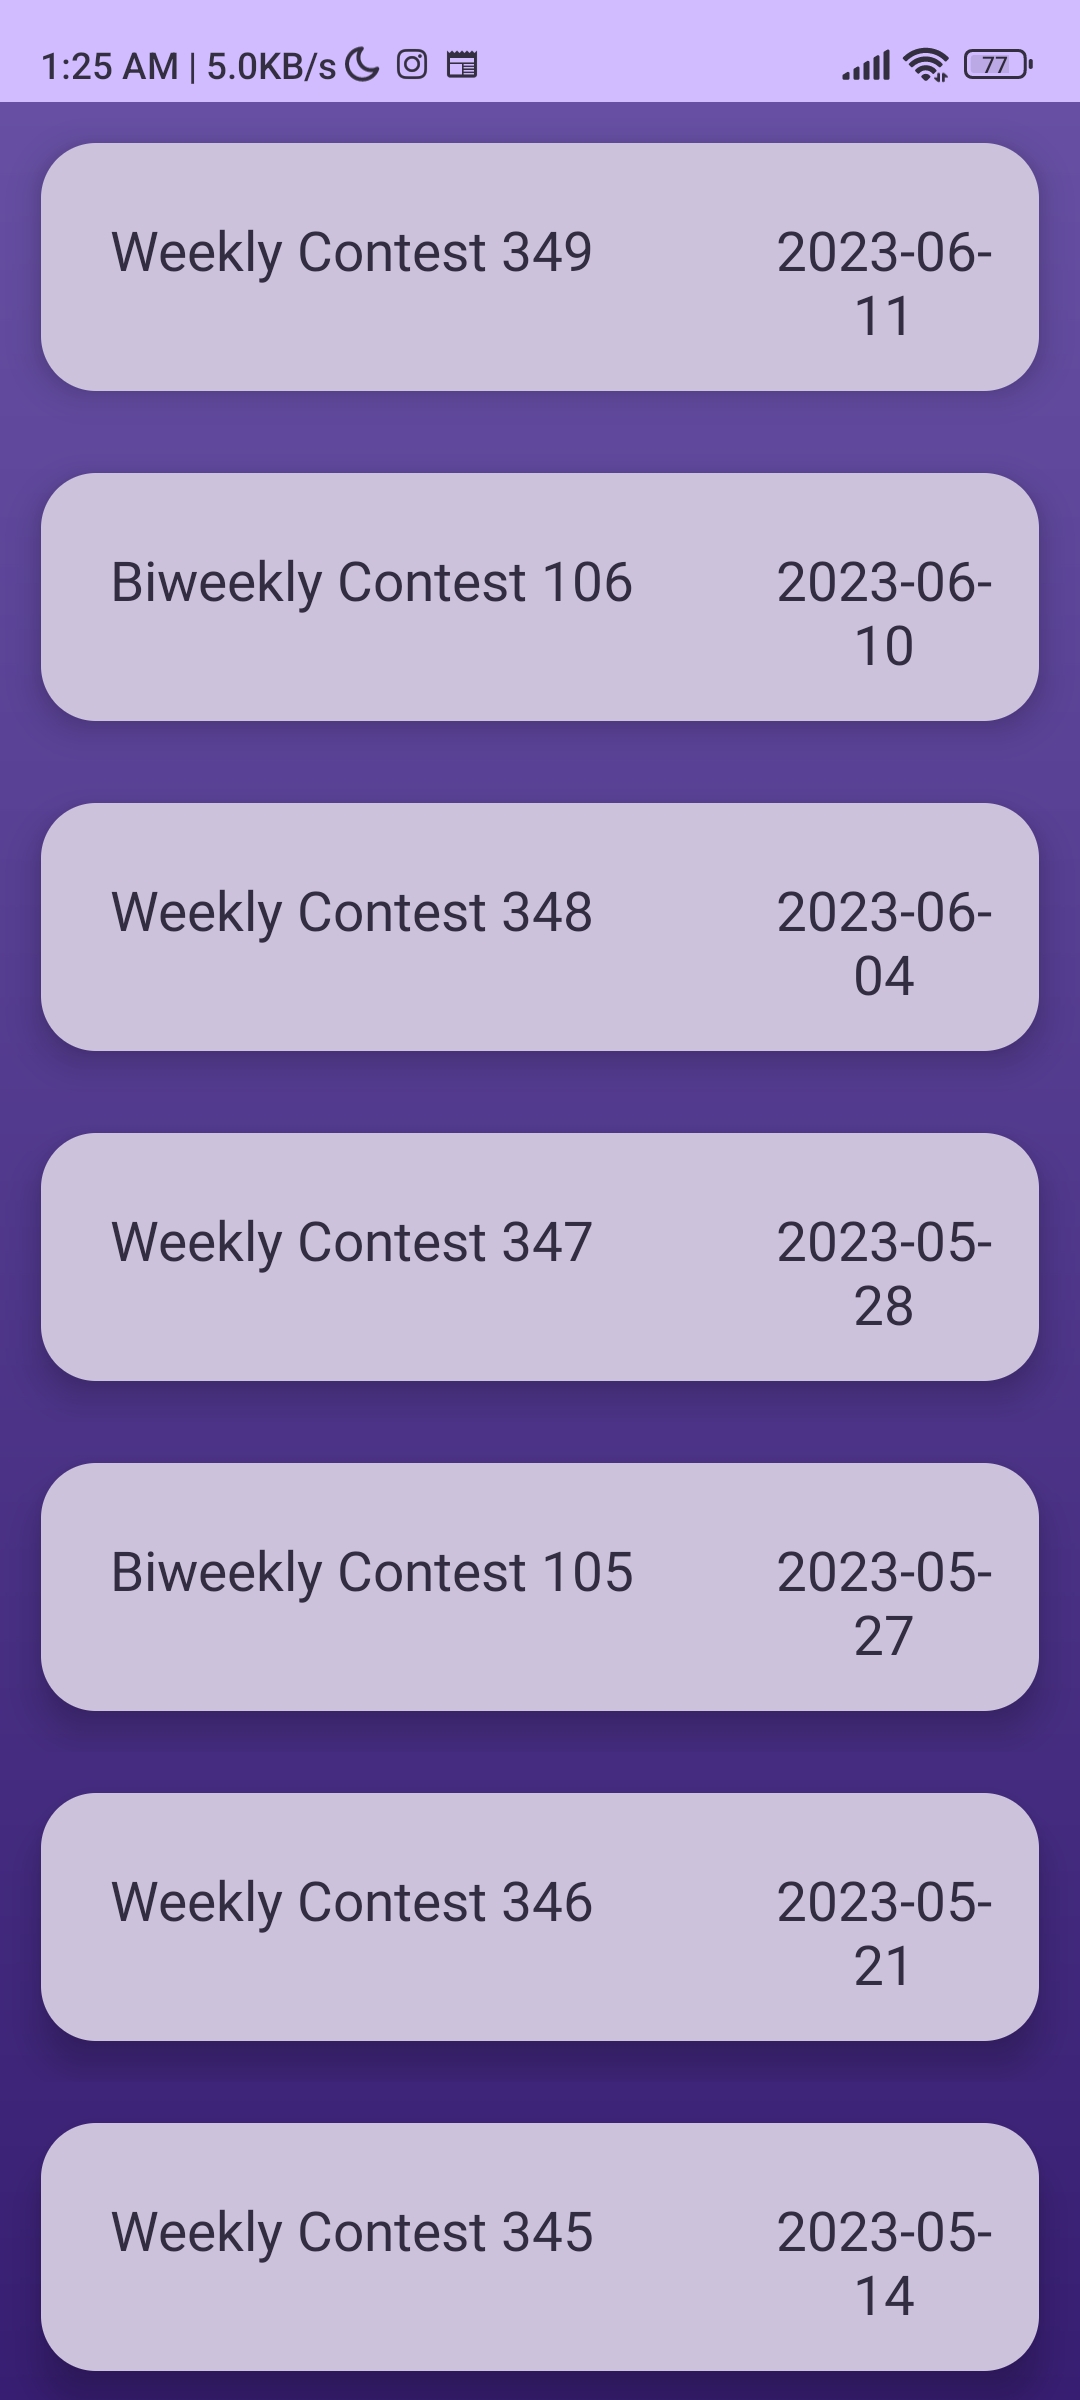 1:25 AM | 5.0KB/s 77
Weekly Contest 349 2023-06-
11
Biweekly Contest 106 2023-06-
10
Weekly Contest 348 2023-06-
04
Weekly Contest 347 2023-05-
28
Biweekly Contest 105 2023-05-
27
Weekly Contest 346 2023-05-
21
Weekly Contest 345 2023-05-
14